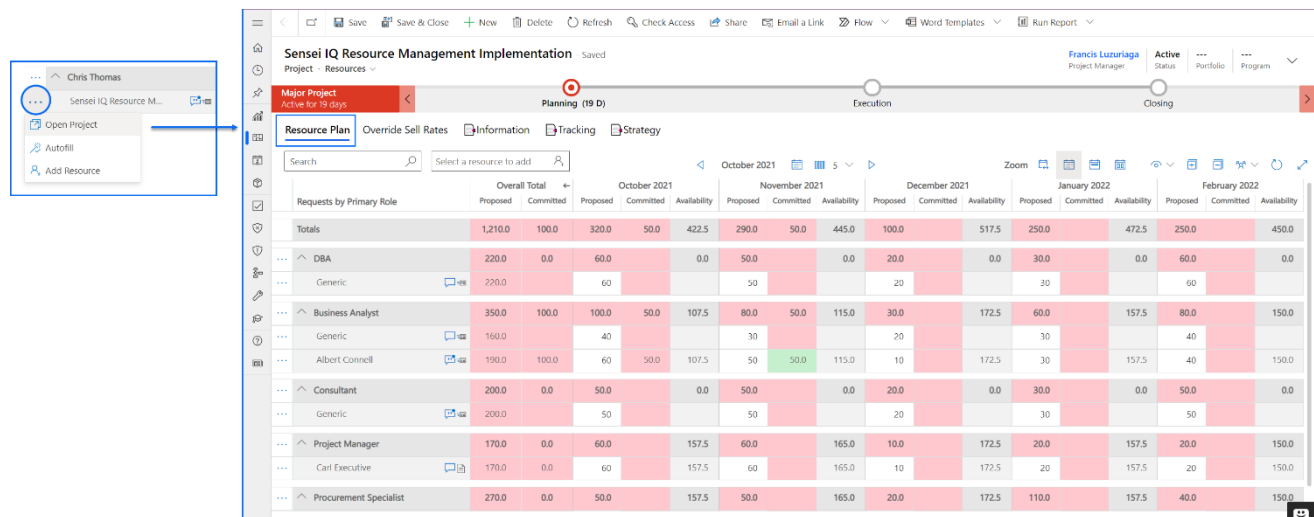 Chris Thomas
Sensei IQ Resource M...
Open Project
Autofill
Add Resource
Save Save & Close New Delete Refresh Check Access Share Email a Link Flow Word Templates Run Report
Sensei IQ Resource Management Implementation Saved
Project · Resources
Francis Luzuriaga Active --- ---
Project Manager Status Portfolio Program
Major Project
Active for 19 days
Planning (19 D) Execution Closing
Resource Plan Override Sell Rates Information Tracking Strategy
Search Select a resource to add October 2021 5 Zoom
Overall Total October 2021 November 2021 December 2021 January 2022 February 2022
Requests by Primary Role Proposed Committed Proposed Committed Availability Proposed Committed Availability Proposed Committed Availability Proposed Committed Availability Proposed Committed Availability
Totals 1,210.0 100.0 320.0 50.0 422.5 290.0 50.0 445.0 100.0 517.5 250.0 472.5 250.0 450.0
DBA 220.0 0.0 60.0 0.0 50.0 0.0 20.0 0.0 30.0 0.0 60.0 0.0
Generic 220.0 60 50 20 30 60
Business Analyst 350.0 100.0 100.0 50.0 107.5 80.0 50.0 115.0 30.0 172.5 60.0 157.5 80.0 150.0
Generic 160.0 40 30 20 30 40
Albert Connell 190.0 100.0 60 50.0 107.5 50 50.0 115.0 10 172.5 30 157.5 40 150.0
Consultant 200.0 0.0 50.0 0.0 50.0 0.0 20.0 0.0 30.0 0.0 50.0 0.0
Generic 200.0 50 50 20 30 50
Project Manager 170.0 0.0 60.0 157.5 60.0 165.0 10.0 172.5 20.0 157.5 20.0 150.0
Carl Executive 170.0 0.0 60 157.5 60 165.0 10 172.5 20 157.5 20 150.0
Procurement Specialist 270.0 0.0 50.0 157.5 50.0 165.0 20.0 172.5 110.0 157.5 40.0 150.0